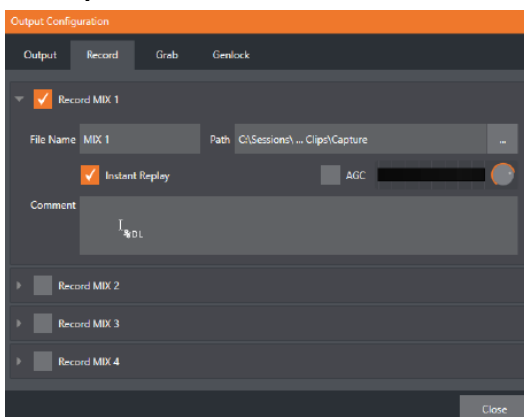 Output Configuration
Output Record Grab Genlock
Record MIX 1
File Name MIX 1 Path C:\Sessions\ ... Clips\Capture ...
Instant Replay AGC
Comment
%DL
Record MIX 2
Record MIX 3
Record MIX 4
Close